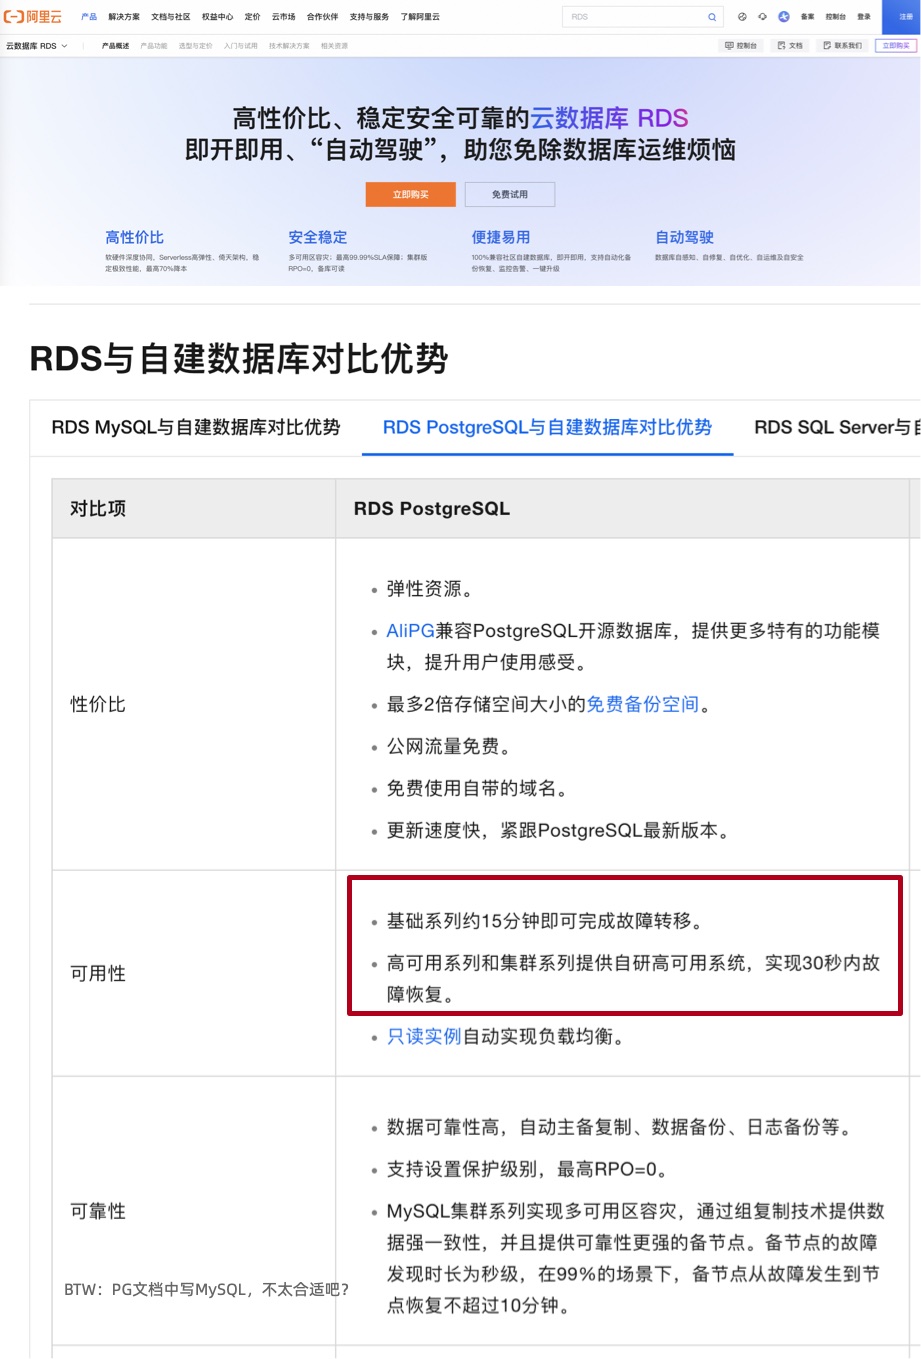 阿里云 产品 解决方案 文档与社区 权益中心 定价 云市场 合作伙伴 支持与服务 了解阿里云 RDS 备案 控制台 登录 注册
云数据库 RDS 产品概述 产品功能 选型与定价 入门与试用 技术解决方案 相关资源 控制台 文档 联系我们 立即购买
高性价比、稳定安全可靠的云数据库 RDS
即开即用、“自动驾驶”，助您免除数据库运维烦恼
立即购买 免费试用
高性价比
软硬件深度协同，Serverless高弹性、倚天架构，稳
定极致性能，最高70%降本
安全稳定
多可用区容灾；最高99.99%SLA保障；集群版
RPO=0，备库可读
便捷易用
100%兼容社区自建数据库，即开即用，支持自动化备
份恢复、监控告警、一键升级
自动驾驶
数据库自感知、自修复、自优化、自运维及自安全
RDS与自建数据库对比优势
RDS MySQL与自建数据库对比优势 RDS PostgreSQL与自建数据库对比优势 RDS SQL Server与自
对比项 RDS PostgreSQL
性价比
弹性资源。
AliPG兼容PostgreSQL开源数据库，提供更多特有的功能模
块，提升用户使用感受。
最多2倍存储空间大小的免费备份空间。
公网流量免费。
免费使用自带的域名。
更新速度快，紧跟PostgreSQL最新版本。
可用性
基础系列约15分钟即可完成故障转移。
高可用系列和集群系列提供自研高可用系统，实现30秒内故
障恢复。
只读实例自动实现负载均衡。
可靠性
数据可靠性高，自动主备复制、数据备份、日志备份等。
支持设置保护级别，最高RPO=0。
MySQL集群系列实现多可用区容灾，通过组复制技术提供数
据强一致性，并且提供可靠性更强的备节点。备节点的故障
发现时长为秒级，在99%的场景下，备节点从故障发生到节
点恢复不超过10分钟。
BTW：PG文档中写MySQL，不太合适吧？